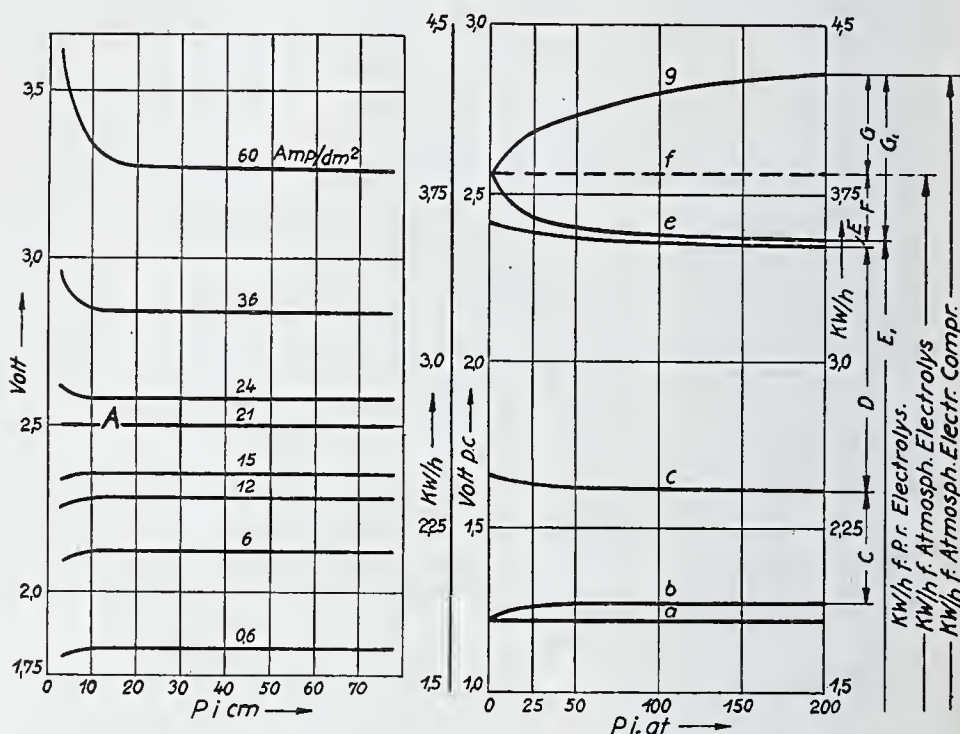 3,5
3,0
2,5
2,0
1,75
Volt
60 Amp/dm²
36
24
A
21
15
12
6
0,6
0 10 20 30 40 50 60 70
P i cm
4,5
3,75
3,0
2,25
1,5
KW/h
3,0
2,5
2,0
1,5
1,0
Volt p.c
g
f
e
c
b
a
0 25 50 100 150 200
P i. at
4,5
3,75
3,0
2,25
1,5
KW/h
G
F
E
D
C
G₁
E₁
KW/h f. P.r. Electrolys.
KW/h f. Atmosph. Electrolys
KW/h f. Atmosph. Electr. Compr.